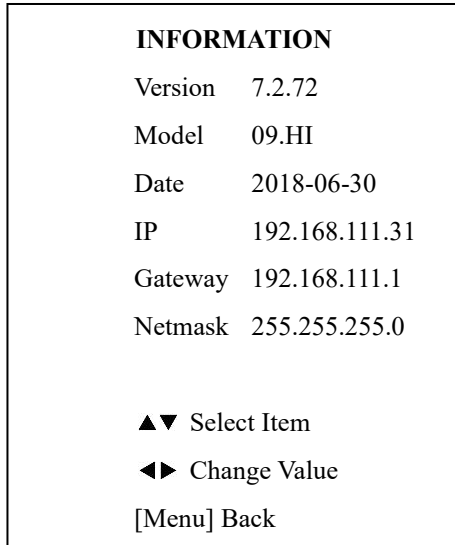 INFORMATION
Version 7.2.72
Model 09.HI
Date 2018-06-30
IP 192.168.111.31
Gateway 192.168.111.1
Netmask 255.255.255.0
▲▼ Select Item
◀▶ Change Value
[Menu] Back